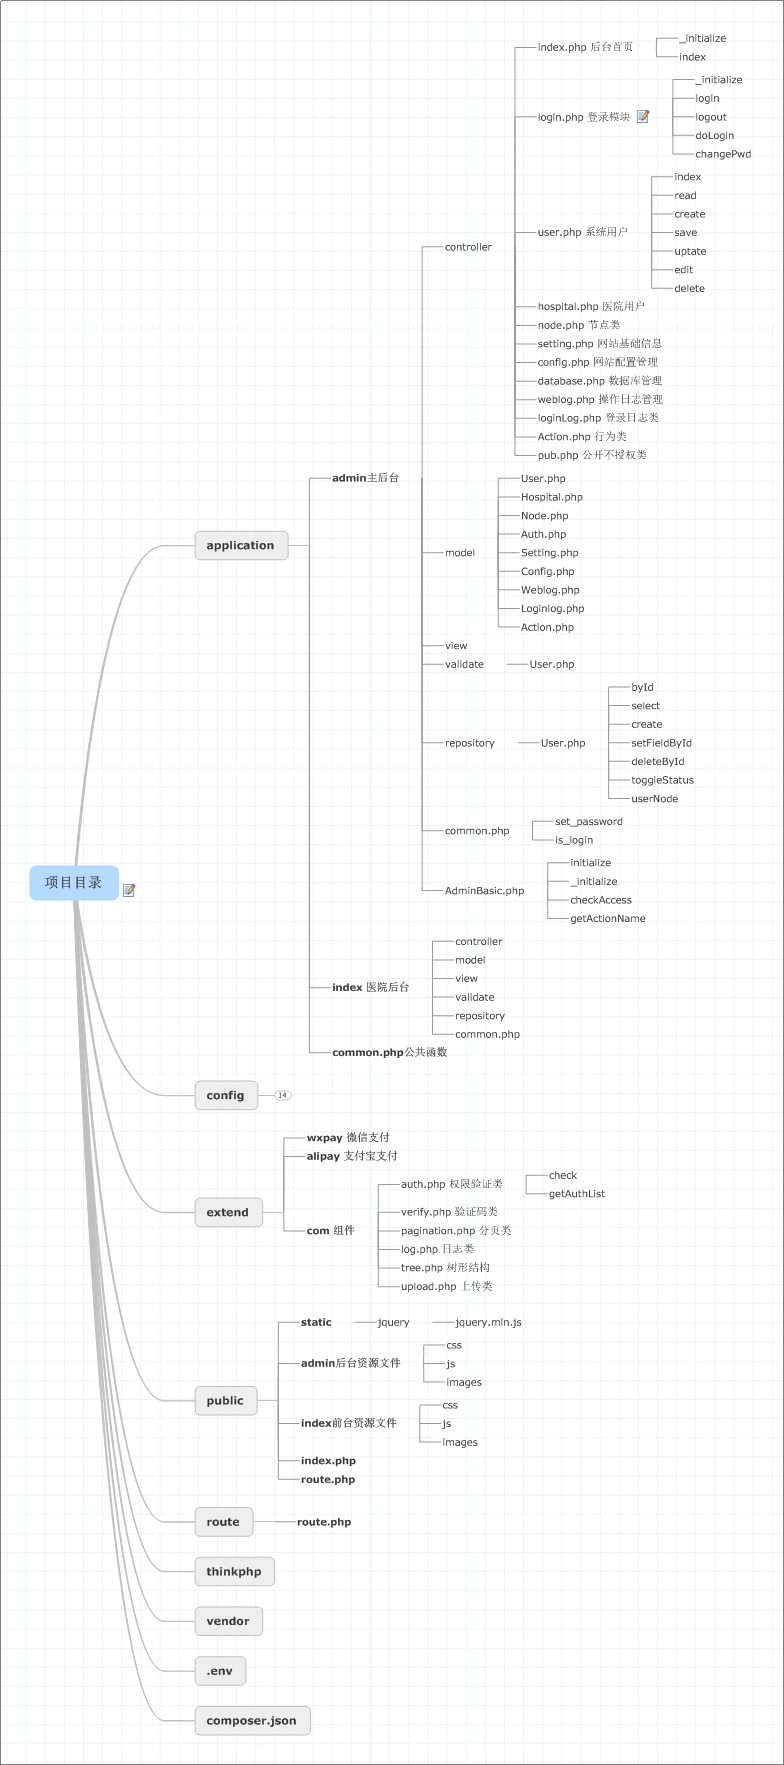 项目目录
application
admin主后台
controller
index.php 后台首页
_initialize
index
login.php 登录模块
_initialize
login
logout
doLogin
changePwd
user.php 系统用户
index
read
create
save
uptate
edit
delete
hospital.php 医院用户
node.php 节点类
setting.php 网站基础信息
config.php 网站配置管理
database.php 数据库管理
weblog.php 操作日志管理
loginLog.php 登录日志类
Action.php 行为类
pub.php 公开不授权类
model
User.php
Hospital.php
Node.php
Auth.php
Setting.php
Config.php
Weblog.php
Loginlog.php
Action.php
view
validate
User.php
repository
User.php
byId
select
create
setFieldById
deleteById
toggleStatus
userNode
common.php
set_password
is_login
AdminBasic.php
initialize
_initialize
checkAccess
getActionName
index 医院后台
controller
model
view
validate
repository
common.php
common.php公共函数
config
14
extend
wxpay 微信支付
alipay 支付宝支付
com 组件
auth.php 权限验证类
check
getAuthList
verify.php 验证码类
pagination.php 分页类
log.php 日志类
tree.php 树形结构
upload.php 上传类
public
static
jquery
jquery.min.js
admin后台资源文件
css
js
images
index前台资源文件
css
js
images
index.php
route.php
route
route.php
thinkphp
vendor
.env
composer.json